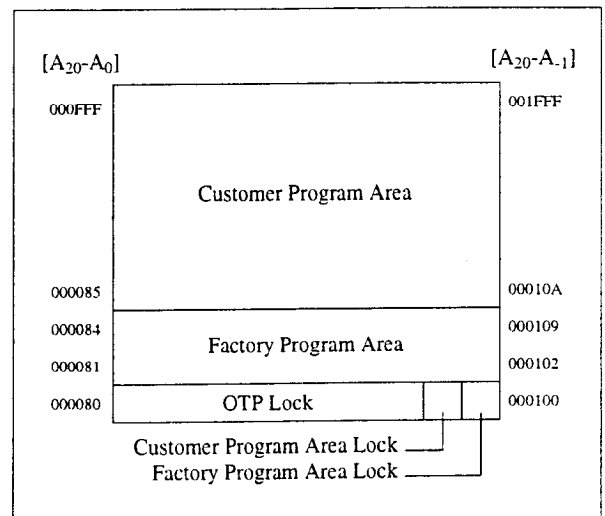 [A20-A0] [A20-A-1]
000FFF 001FFF
Customer Program Area
000085 00010A
000084 000109
Factory Program Area
000081 000102
000080 OTP Lock 000100
Customer Program Area Lock
Factory Program Area Lock